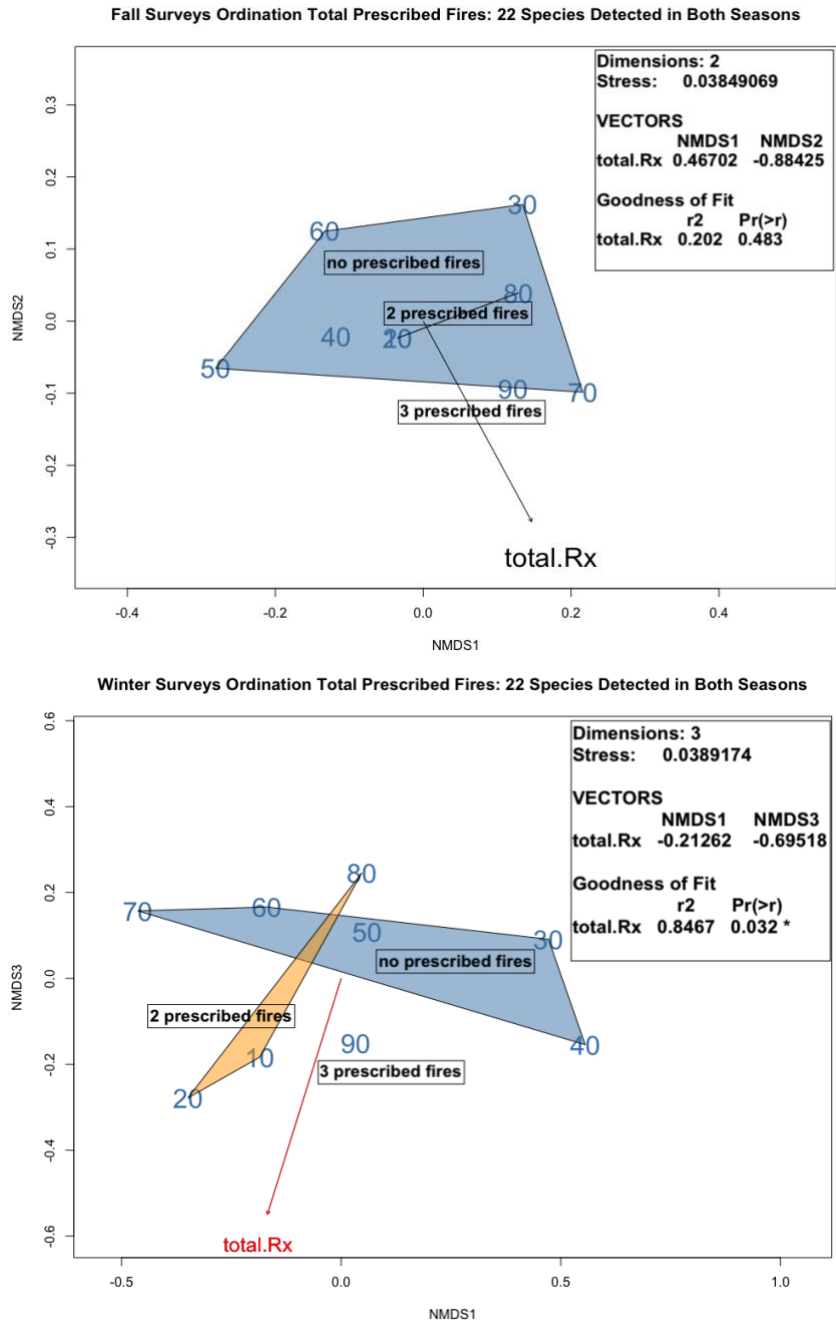 Fall Surveys Ordination Total Prescribed Fires: 22 Species Detected in Both Seasons
Dimensions: 2
Stress: 0.03849069
VECTORS
NMDS1 NMDS2
total.Rx 0.46702 -0.88425
Goodness of Fit
r2 Pr(>r)
total.Rx 0.202 0.483
0.3
0.2
0.1
0.0
-0.1
-0.2
-0.3
NMDS2
60
30
no prescribed fires
80
2 prescribed fires
40
20
50
90
70
3 prescribed fires
total.Rx
-0.4 -0.2 0.0 0.2 0.4
NMDS1
Winter Surveys Ordination Total Prescribed Fires: 22 Species Detected in Both Seasons
Dimensions: 3
Stress: 0.0389174
VECTORS
NMDS1 NMDS3
total.Rx -0.21262 -0.69518
Goodness of Fit
r2 Pr(>r)
total.Rx 0.8467 0.032 *
0.6
0.4
0.2
0.0
-0.2
-0.4
-0.6
NMDS3
80
70
60
50
30
no prescribed fires
2 prescribed fires
10
90
40
3 prescribed fires
20
total.Rx
-0.5 0.0 0.5 1.0
NMDS1